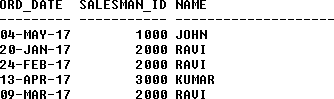 ORD_DATE  SALESMAN_ID NAME
--------- ----------- --------------------
04-MAY-17        1000 JOHN
20-JAN-17        2000 RAVI
24-FEB-17        2000 RAVI
13-APR-17        3000 KUMAR
09-MAR-17        2000 RAVI